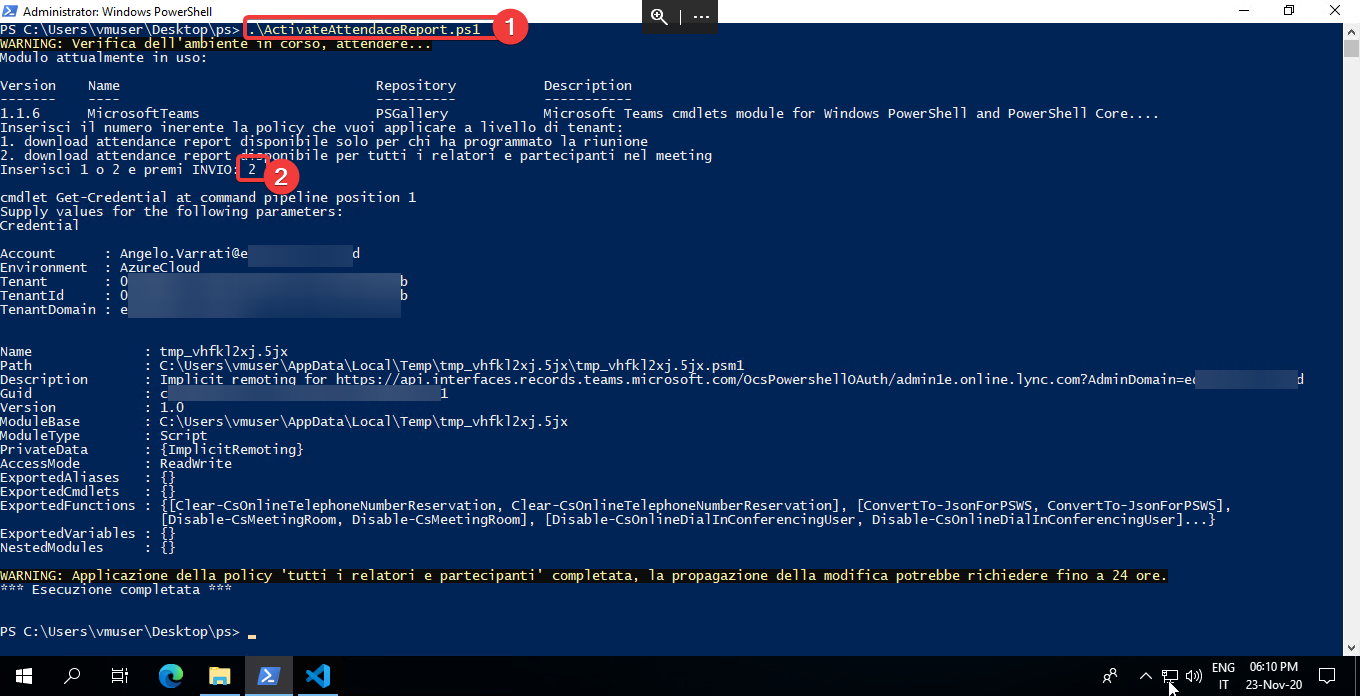 Administrator: Windows PowerShell
PS C:\Users\vmuser\Desktop\ps> .\ActivateAttendaceReport.ps1 1
WARNING: Verifica dell'ambiente in corso, attendere...
Modulo attualmente in uso:
Version Name Repository Description
------- ---- ---------- -----------
1.1.6 MicrosoftTeams PSGallery Microsoft Teams cmdlets module for Windows PowerShell and PowerShell Core....
Inserisci il numero inerente la policy che vuoi applicare a livello di tenant:
1. download attendance report disponibile solo per chi ha programmato la riunione
2. download attendance report disponibile per tutti i relatori e partecipanti nel meeting
Inserisci 1 o 2 e premi INVIO: 2 2
cmdlet Get-Credential at command pipeline position 1
Supply values for the following parameters:
Credential
Account : Angelo.Varrati@e d
Environment : AzureCloud
Tenant : 0 b
TenantId : 0 b
TenantDomain : e
Name : tmp_vhfkl2xj.5jx
Path : C:\Users\vmuser\AppData\Local\Temp\tmp_vhfkl2xj.5jx\tmp_vhfkl2xj.5jx.psm1
Description : Implicit remoting for https://api.interfaces.records.teams.microsoft.com/OcsPowershellOAuth/admin1e.online.lync.com?AdminDomain=ed d
Guid : c 1
Version : 1.0
ModuleBase : C:\Users\vmuser\AppData\Local\Temp\tmp_vhfkl2xj.5jx
ModuleType : Script
PrivateData : {ImplicitRemoting}
AccessMode : ReadWrite
ExportedAliases : {}
ExportedCmdlets : {}
ExportedFunctions : {[Clear-CsOnlineTelephoneNumberReservation, Clear-CsOnlineTelephoneNumberReservation], [ConvertTo-JsonForPSWS, ConvertTo-JsonForPSWS],
[Disable-CsMeetingRoom, Disable-CsMeetingRoom], [Disable-CsOnlineDialInConferencingUser, Disable-CsOnlineDialInConferencingUser]...}
ExportedVariables : {}
NestedModules : {}
WARNING: Applicazione della policy 'tutti i relatori e partecipanti' completata, la propagazione della modifica potrebbe richiedere fino a 24 ore.
*** Esecuzione completata ***
PS C:\Users\vmuser\Desktop\ps>
ENG 06:10 PM
IT 23-Nov-20